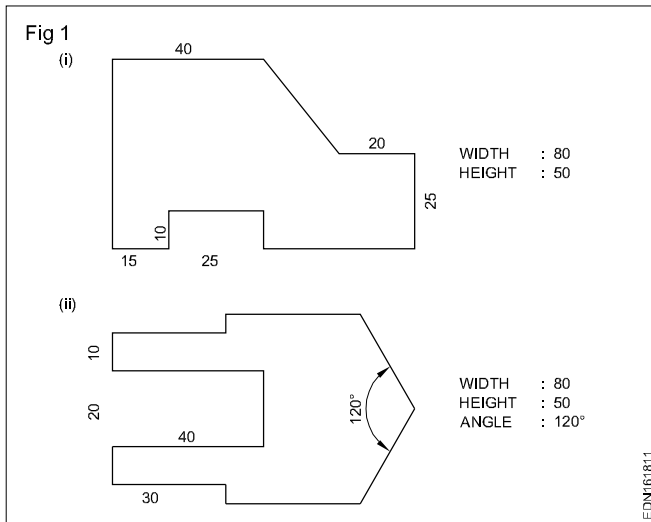 Fig 1
(i)
40
20
WIDTH : 80
HEIGHT : 50
25
10
15
25
(ii)
10
20
40
30
120°
WIDTH : 80
HEIGHT : 50
ANGLE : 120°
EDN161811